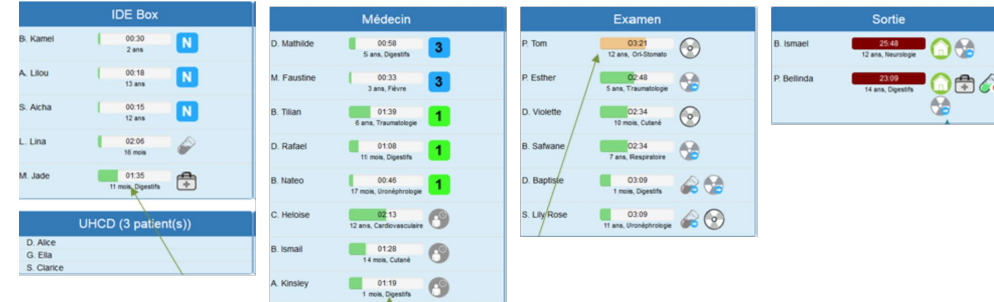 IDE Box
B. Kamel
00:30
2 ans
N
A. Lilou
00:18
13 ans
N
S. Aicha
00:15
12 ans
N
L. Lina
02:06
16 mois
M. Jade
01:35
11 mois, Digestifs
UHCD (3 patient(s))
D. Alice
G. Ella
S. Clarice
Médecin
D. Mathilde
00:58
5 ans, Digestifs
3
M. Faustine
00:33
3 ans, Fièvre
3
B. Tilian
01:39
6 ans, Traumatologie
1
D. Rafael
01:08
11 mois, Digestifs
1
B. Nateo
00:46
17 mois, Uronéphrologie
1
C. Heloise
02:13
12 ans, Cardiovasculaire
B. Ismail
01:28
14 mois, Cutané
A. Kinsley
01:19
1 mois, Digestifs
Examen
P. Tom
03:21
12 ans, Orl-Stomato
P. Esther
02:48
5 ans, Traumatologie
D. Violette
02:34
10 mois, Cutané
B. Safwane
02:34
7 ans, Respiratoire
D. Baptiste
03:09
1 mois, Digestifs
S. Lily Rose
03:09
11 ans, Uronéphrologie
Sortie
B. Ismael
25:48
12 ans, Neurologie
P. Bellinda
23:09
14 ans, Digestifs